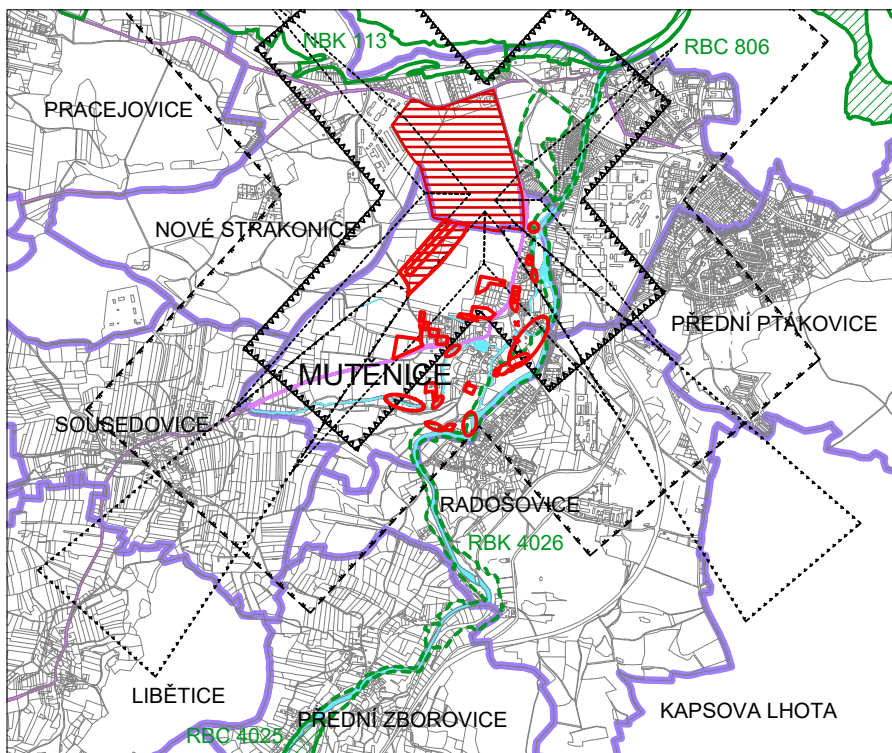 NBK 113
RBC 806
PRACEJOVICE
NOVÉ STRAKONICE
PŘEDNÍ PTÁKOVICE
MUTĚNICE
SOUSEDOVICE
RADOŠOVICE
RBK 4026
LIBĚTICE
KAPSOVA LHOTA
PŘEDNÍ ZBOROVICE
RBC 4025